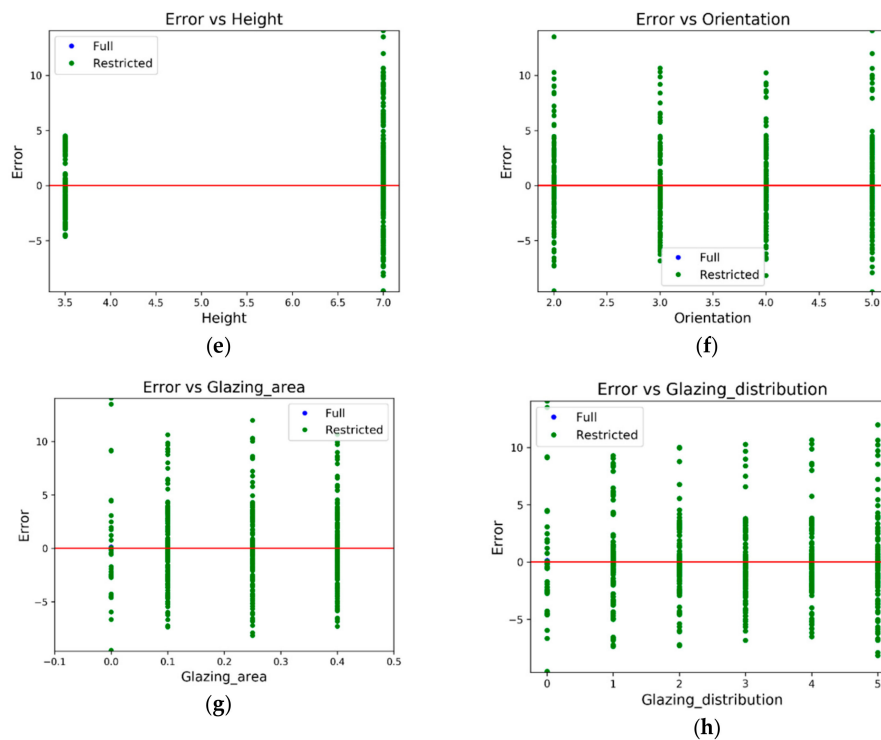 Error vs Height
Full
Restricted
10
5
0
−5
Error
3.5 4.0 4.5 5.0 5.5 6.0 6.5 7.0
Height
(e)
Error vs Orientation
10
5
0
−5
Error
Full
Restricted
2.0 2.5 3.0 3.5 4.0 4.5 5.0
Orientation
(f)
Error vs Glazing_area
Full
Restricted
10
5
0
−5
Error
−0.1 0.0 0.1 0.2 0.3 0.4 0.5
Glazing_area
(g)
Error vs Glazing_distribution
Full
Restricted
10
5
0
−5
Error
0 1 2 3 4 5
Glazing_distribution
(h)